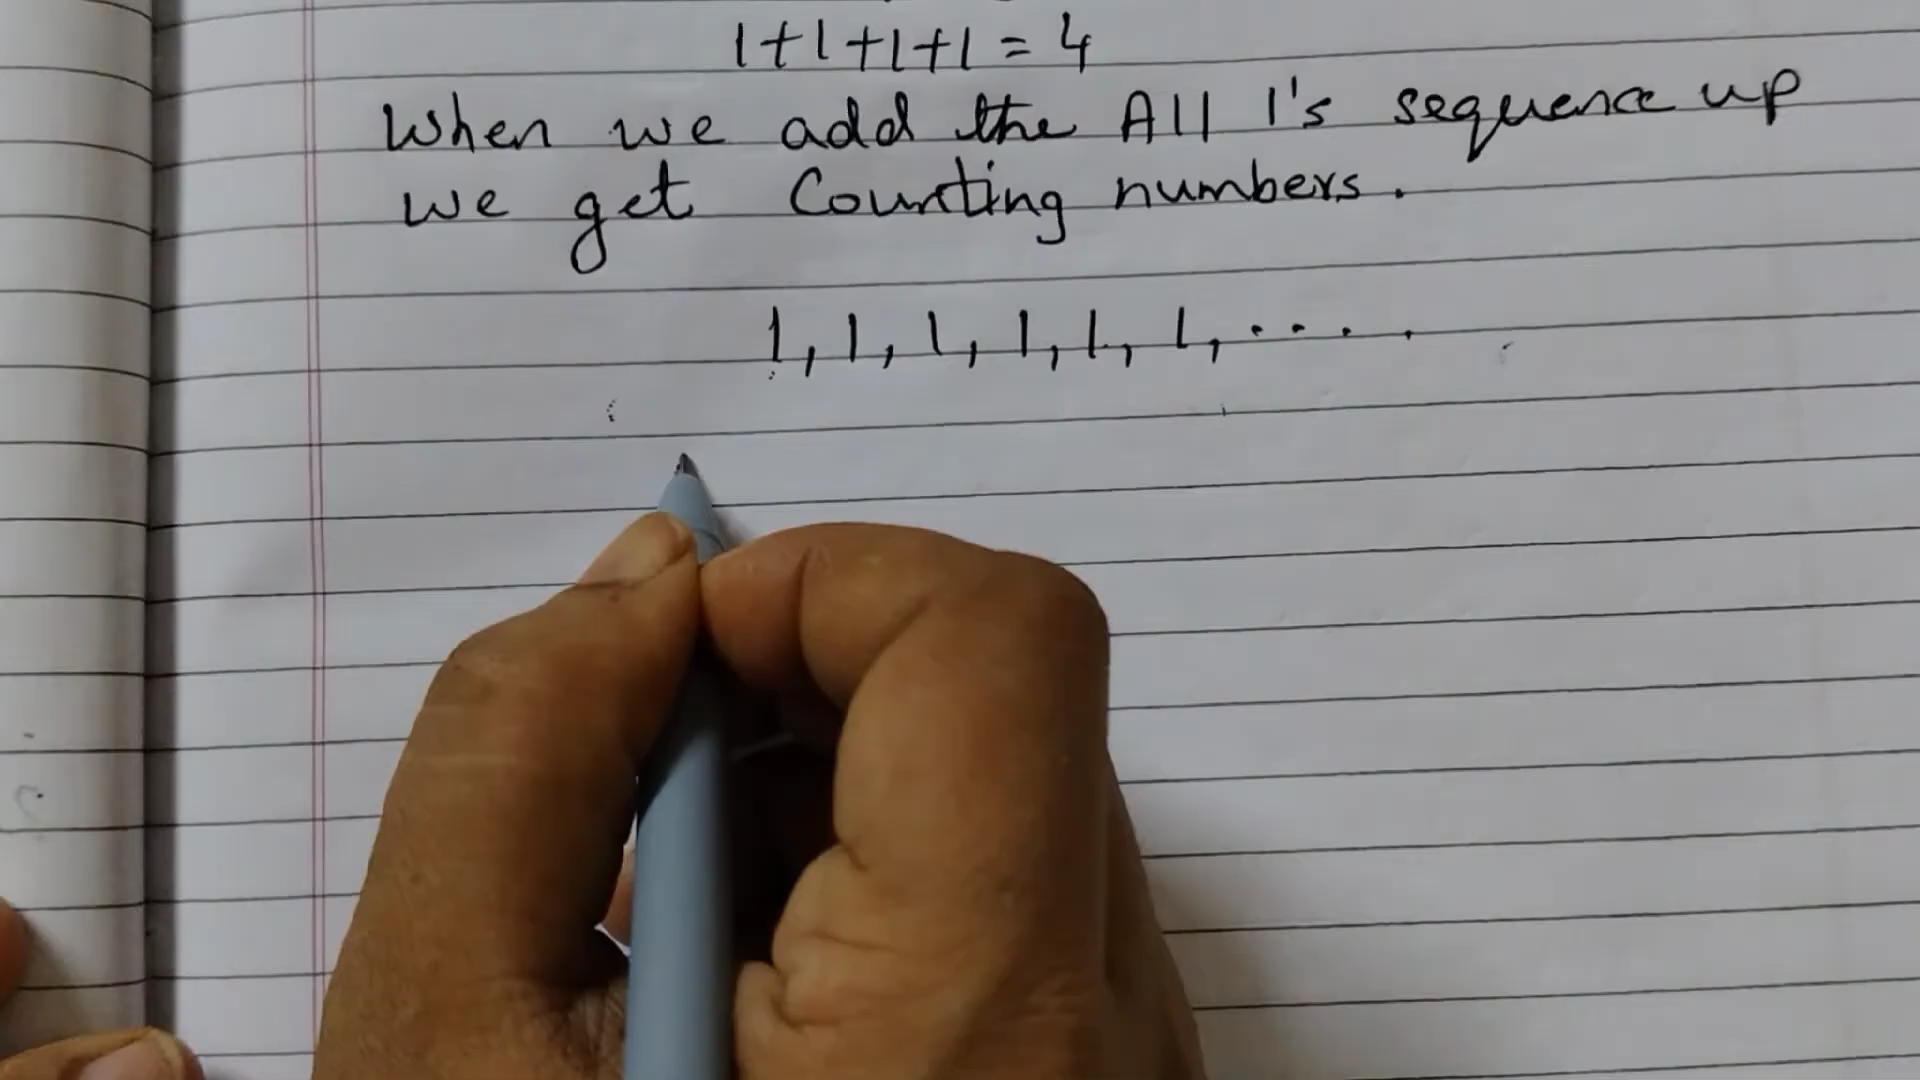 1+1+1+1 = 4
When we add the All 1's sequence up
we get Counting numbers.
1, 1, 1, 1, 1, 1, ....